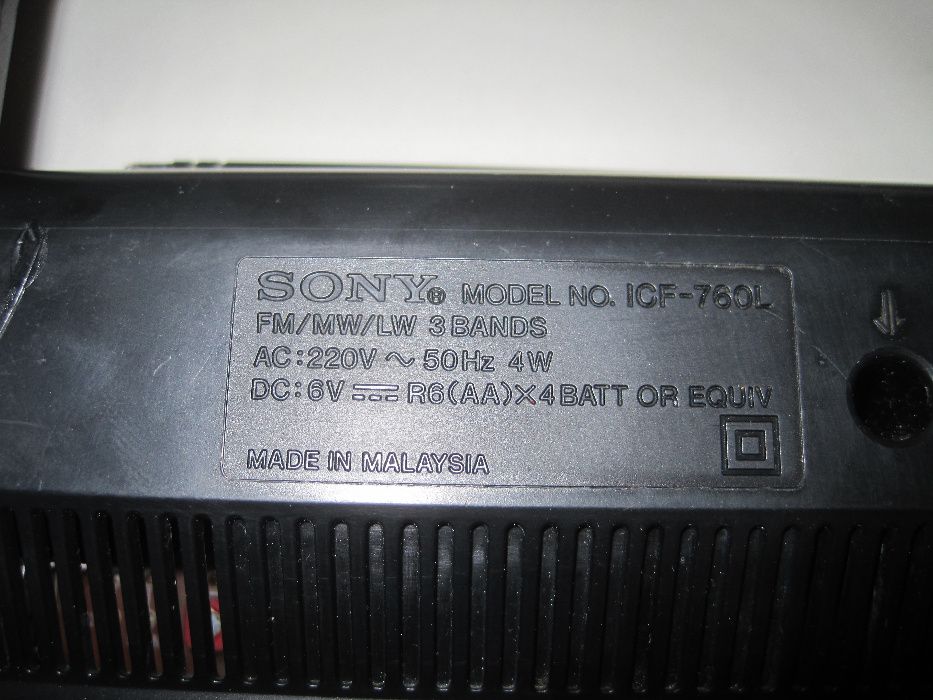 SONY® MODEL NO. ICF-760L
FM/MW/LW 3 BANDS
AC:220V ~ 50Hz 4W
DC:6V ⎓ R6(AA)×4 BATT OR EQUIV
MADE IN MALAYSIA